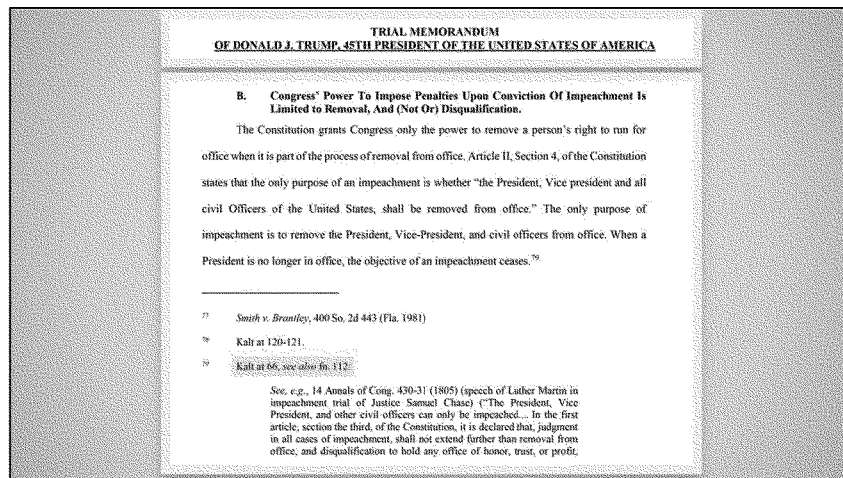 TRIAL MEMORANDUM
OF DONALD J. TRUMP, 45TH PRESIDENT OF THE UNITED STATES OF AMERICA
B. Congress' Power To Impose Penalties Upon Conviction Of Impeachment Is
Limited to Removal, And (Not Or) Disqualification.
The Constitution grants Congress only the power to remove a person's right to run for
office when it is part of the process of removal from office. Article II, Section 4, of the Constitution
states that the only purpose of an impeachment is whether “the President, Vice president and all
civil Officers of the United States, shall be removed from office.” The only purpose of
impeachment is to remove the President, Vice-President, and civil officers from office. When a
President is no longer in office, the objective of an impeachment ceases.79
77 Smith v. Brantley, 400 So. 2d 443 (Fla. 1981)
78 Kalt at 120-121.
79 Kalt at 66, see also fn. 112.
See, e.g., 14 Annals of Cong. 430-31 (1805) (speech of Luther Martin in
impeachment trial of Justice Samuel Chase) (“The President, Vice
President, and other civil officers can only be impeached.... In the first
article, section the third, of the Constitution, it is declared that, judgment
in all cases of impeachment, shall not extend further than removal from
office, and disqualification to hold any office of honor, trust, or profit,